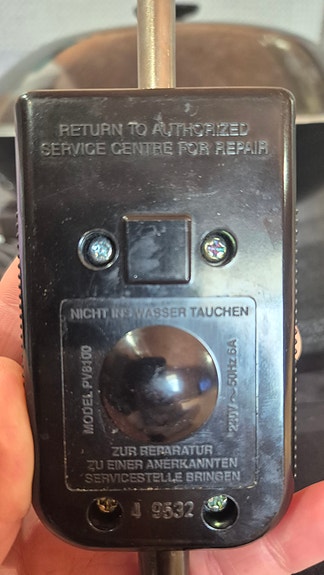 RETURN TO AUTHORIZED
SERVICE CENTRE FOR REPAIR
NICHT INS WASSER TAUCHEN
MODEL PV8100
220V~ 50Hz 6A
ZUR REPARATUR
ZU EINER ANERKANNTEN
SERVICESTELLE BRINGEN
4 9532